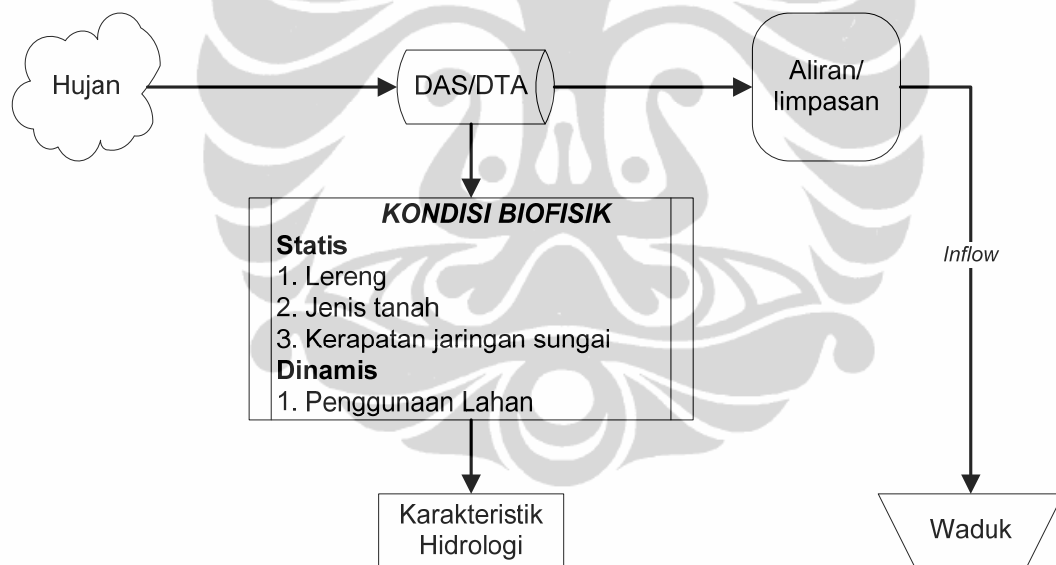 Hujan
DAS/DTA
Aliran/
limpasan
KONDISI BIOFISIK
Statis
1. Lereng
2. Jenis tanah
3. Kerapatan jaringan sungai
Dinamis
1. Penggunaan Lahan
Inflow
Karakteristik
Hidrologi
Waduk